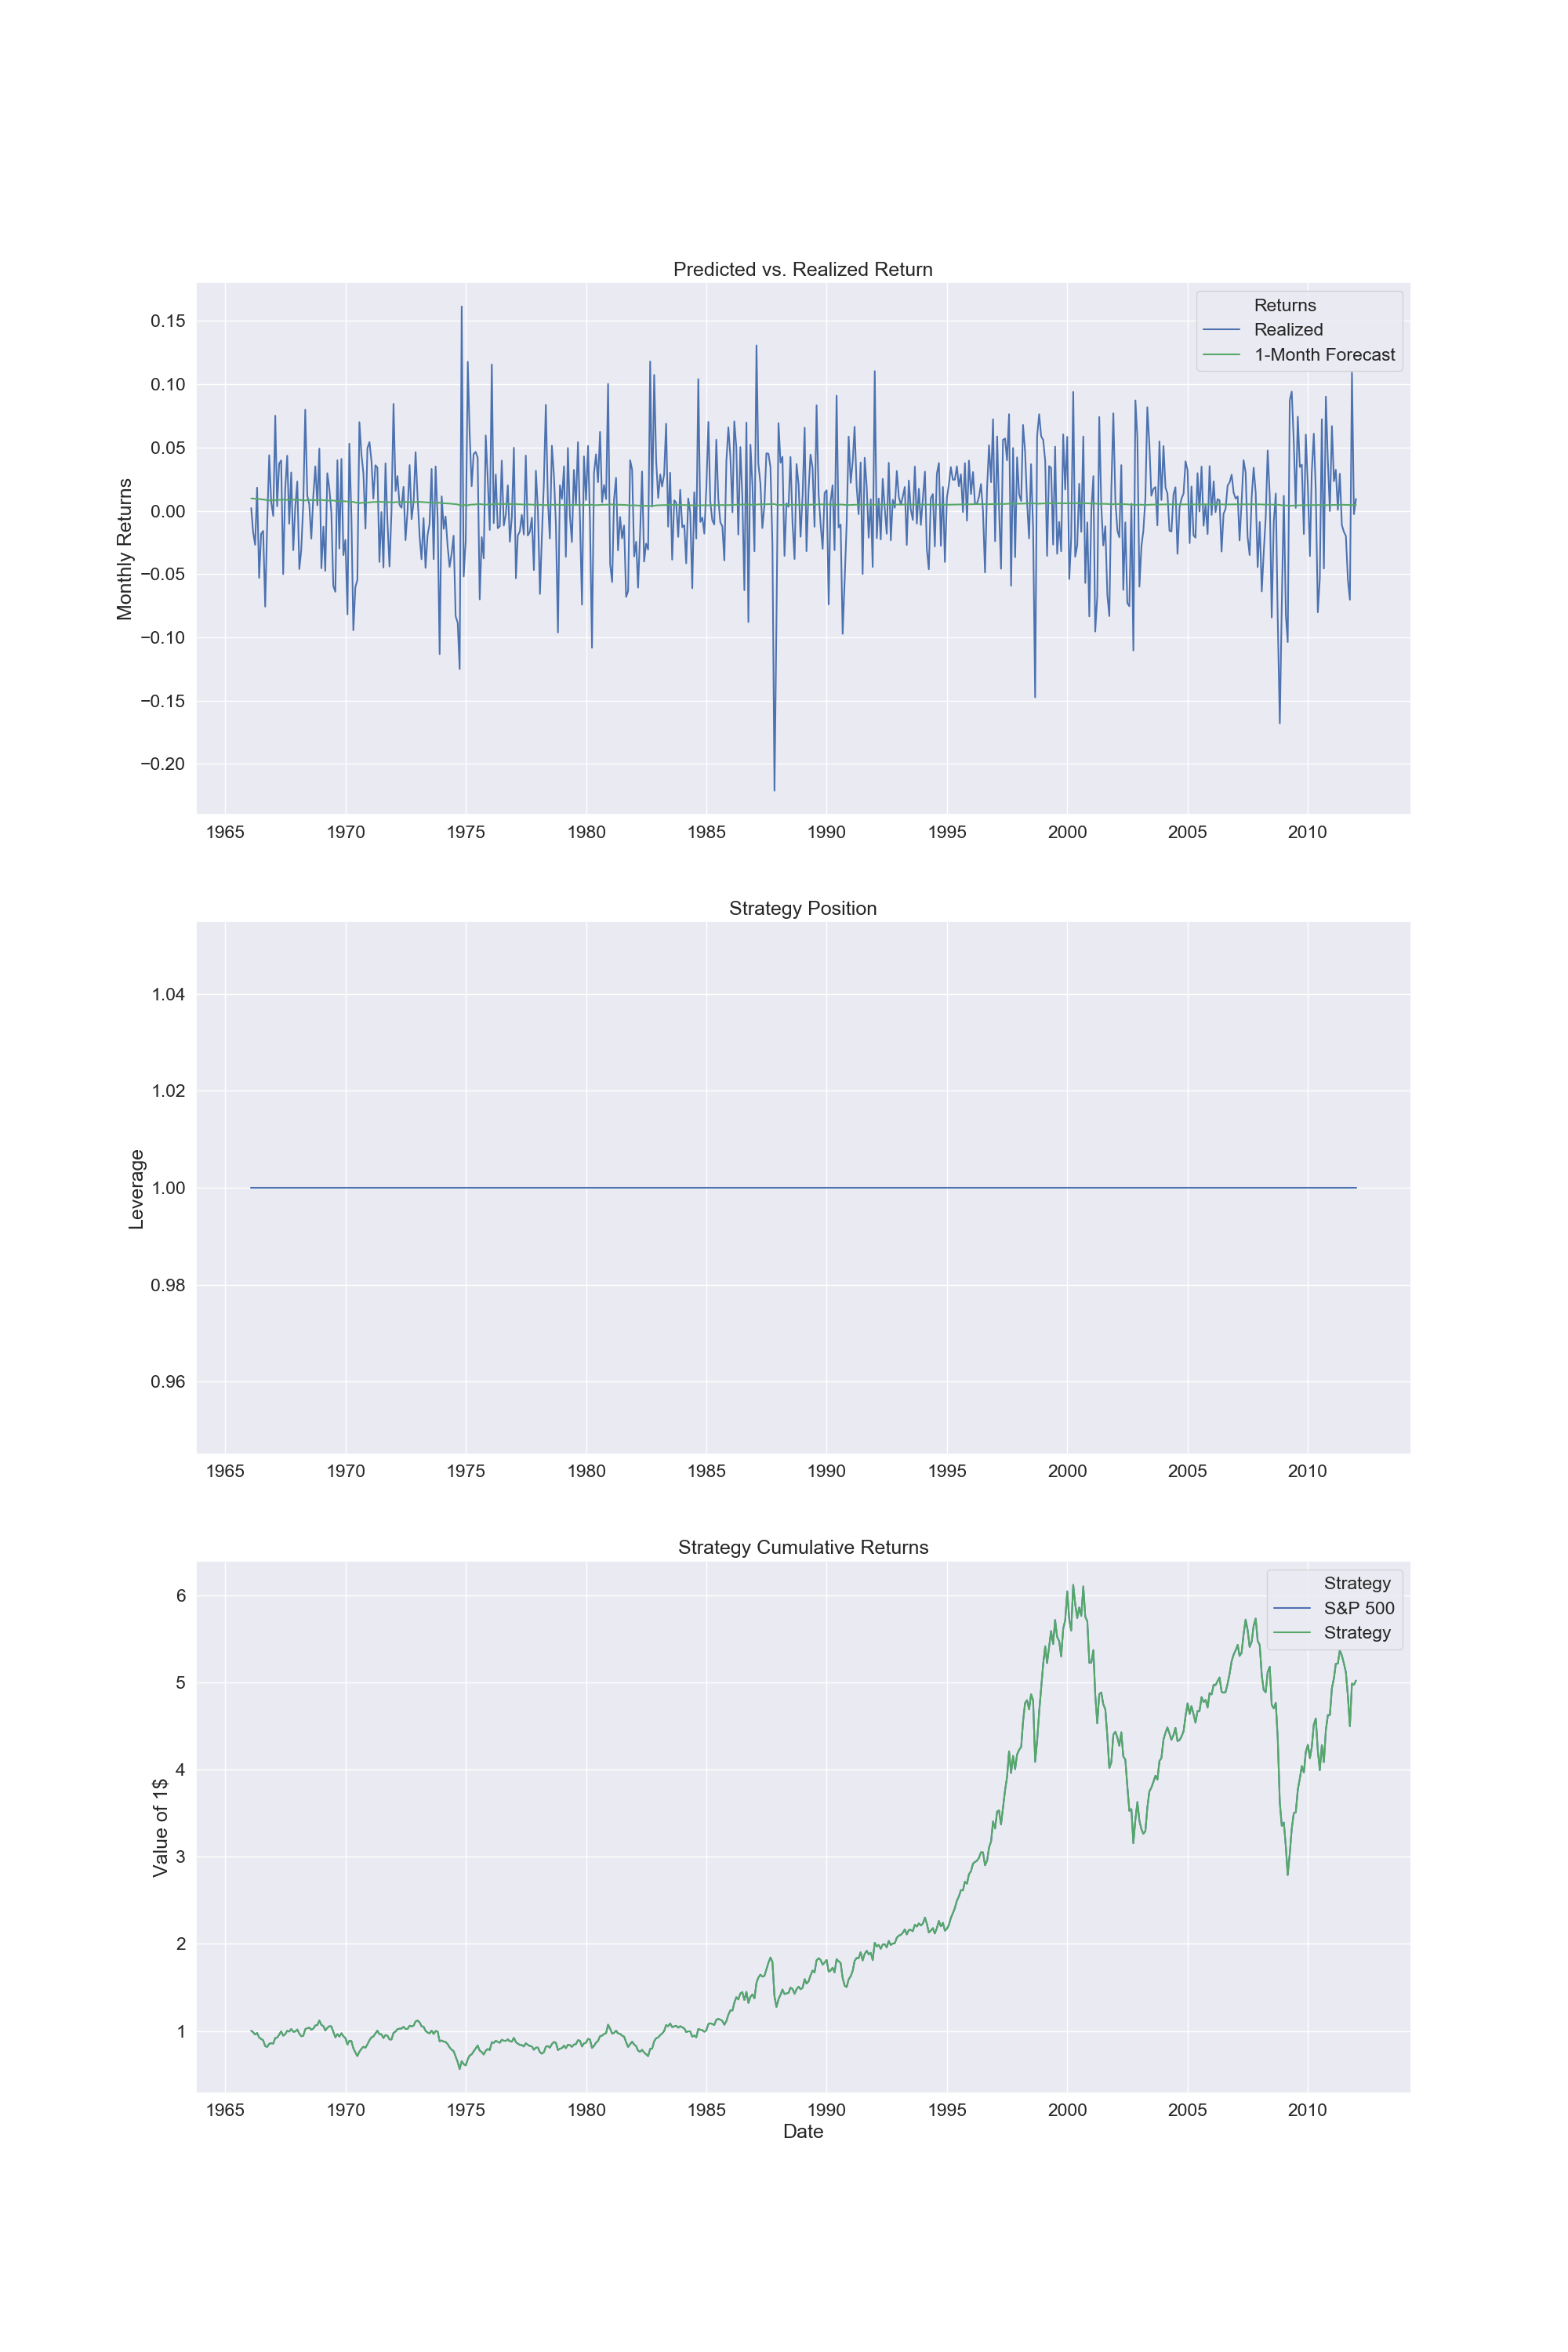 Predicted vs. Realized Return
Monthly Returns
0.15
0.10
0.05
0.00
−0.05
−0.10
−0.15
−0.20
Returns
Realized
1-Month Forecast
1965 1970 1975 1980 1985 1990 1995 2000 2005 2010
Strategy Position
Leverage
1.04
1.02
1.00
0.98
0.96
1965 1970 1975 1980 1985 1990 1995 2000 2005 2010
Strategy Cumulative Returns
Value of 1$
6
5
4
3
2
1
Strategy
S&P 500
Strategy
1965 1970 1975 1980 1985 1990 1995 2000 2005 2010
Date